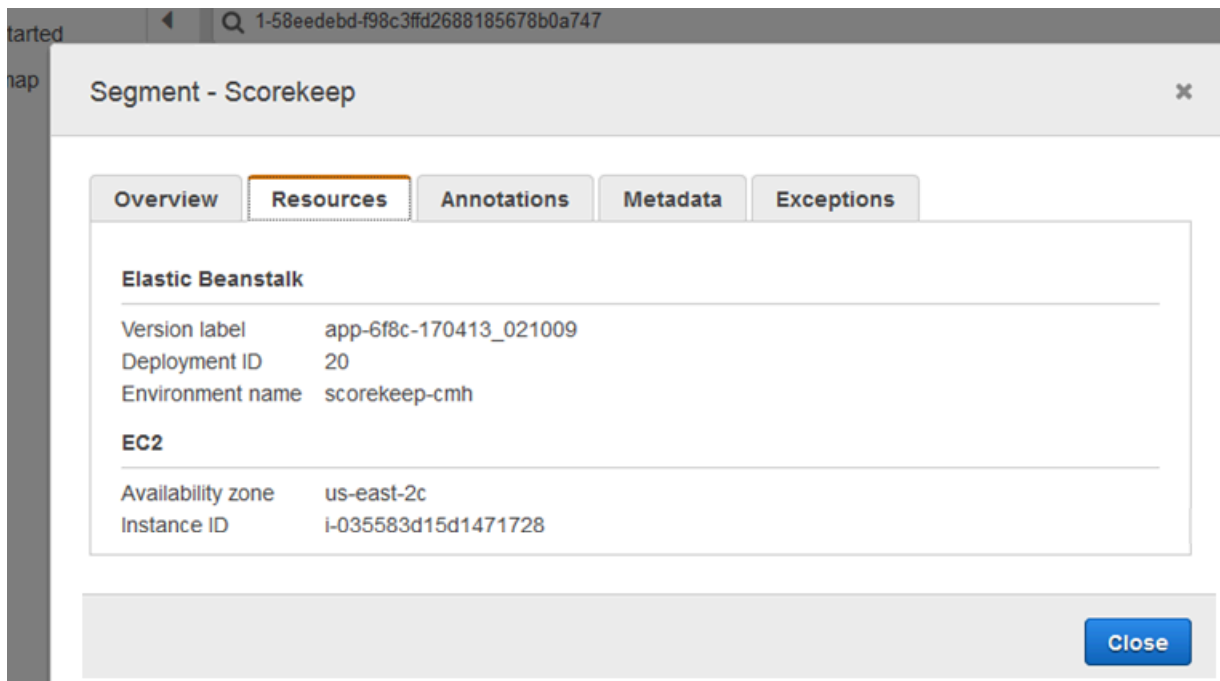 tarted
1-58eedebd-f98c3ffd2688185678b0a747
nap
Segment - Scorekeep
Overview Resources Annotations Metadata Exceptions
Elastic Beanstalk
Version label app-6f8c-170413_021009
Deployment ID 20
Environment name scorekeep-cmh
EC2
Availability zone us-east-2c
Instance ID i-035583d15d1471728
Close